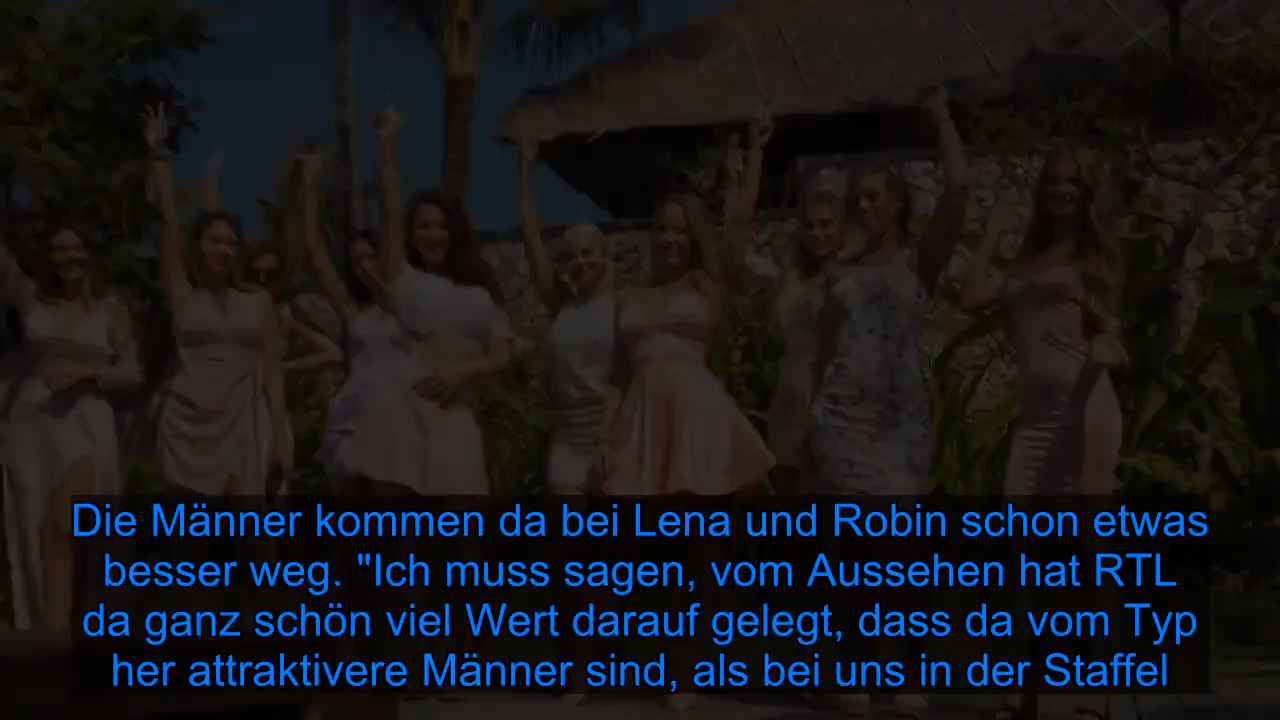 Die Männer kommen da bei Lena und Robin schon etwas
besser weg. "Ich muss sagen, vom Aussehen hat RTL
da ganz schön viel Wert darauf gelegt, dass da vom Typ
her attraktivere Männer sind, als bei uns in der Staffel